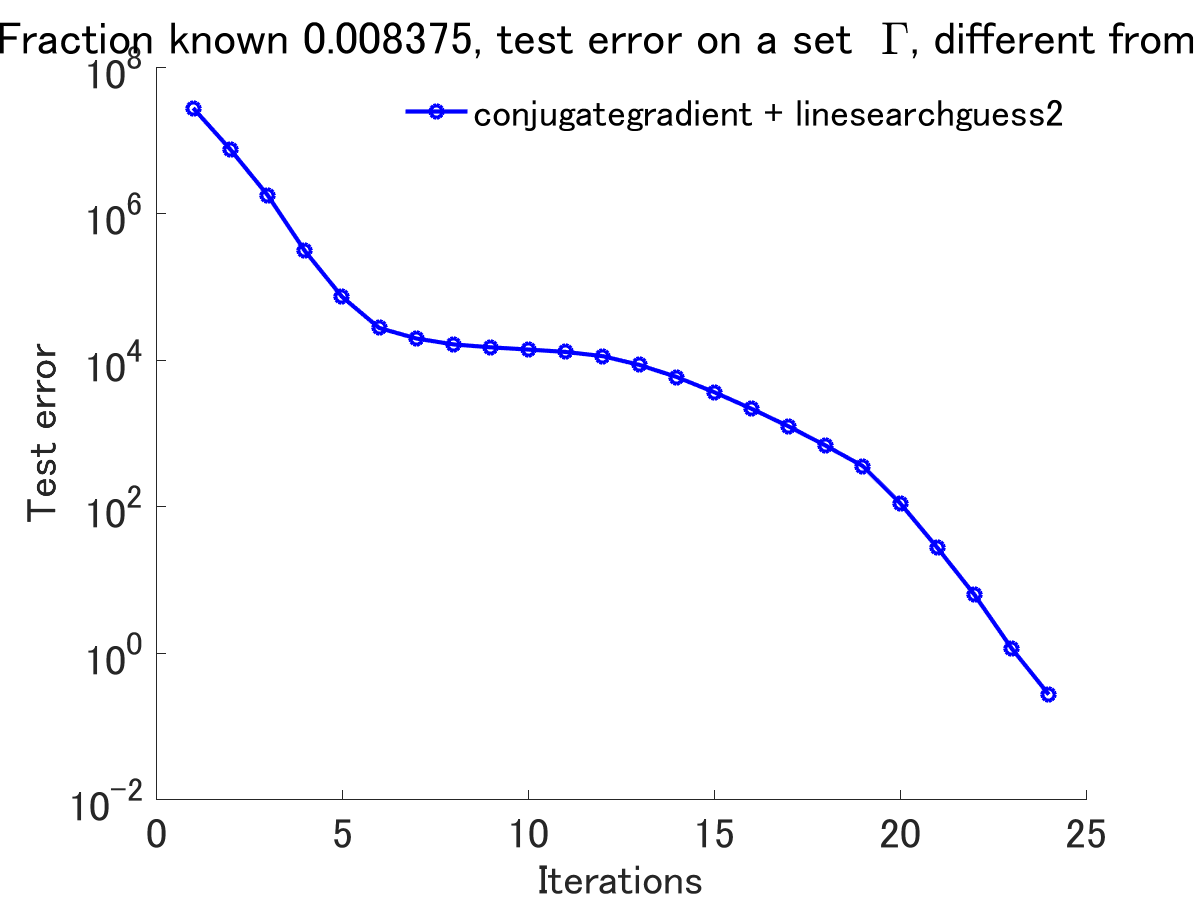 Fraction known 0.008375, test error on a set Γ, different from
conjugategradient + linesearchguess2
10^8
10^6
10^4
10^2
10^0
10^-2
Test error
0 5 10 15 20 25
Iterations